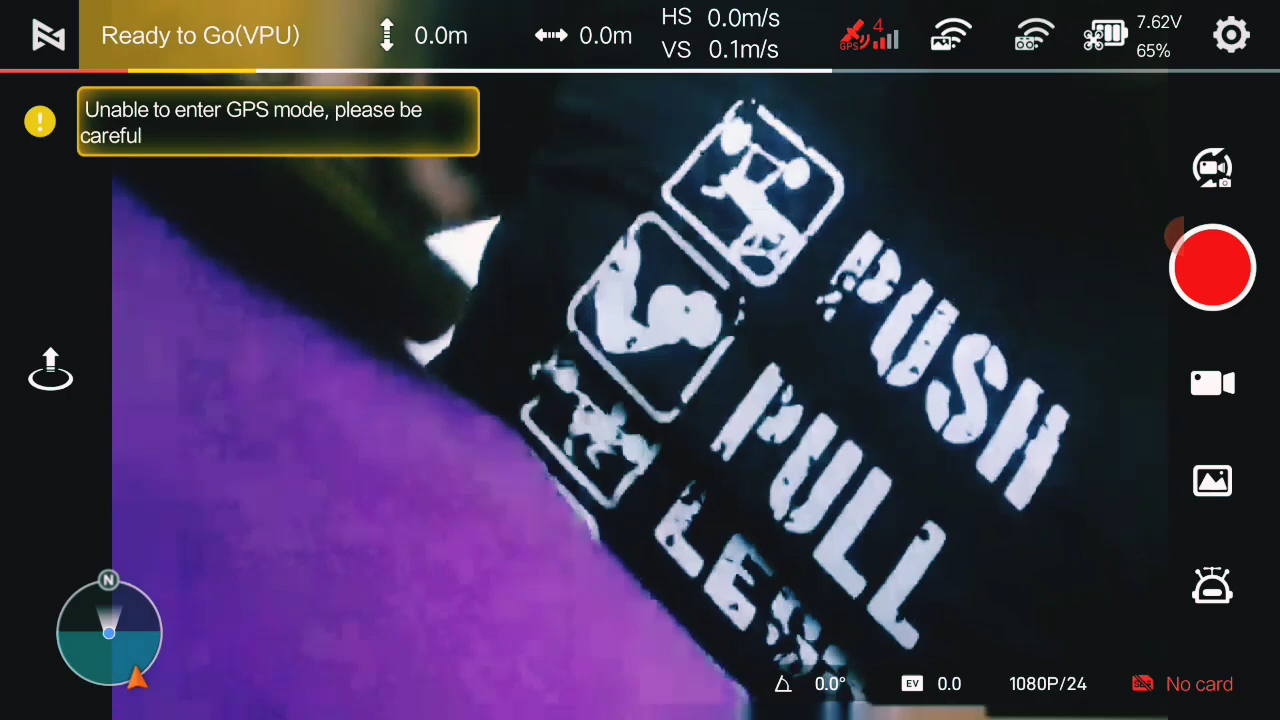 Ready to Go(VPU)
0.0m
0.0m
HS 0.0m/s
VS 0.1m/s
GPS
4
7.62V
65%
Unable to enter GPS mode, please be
careful
PUSH
PULL
N
0.0°
EV 0.0
1080P/24
No card